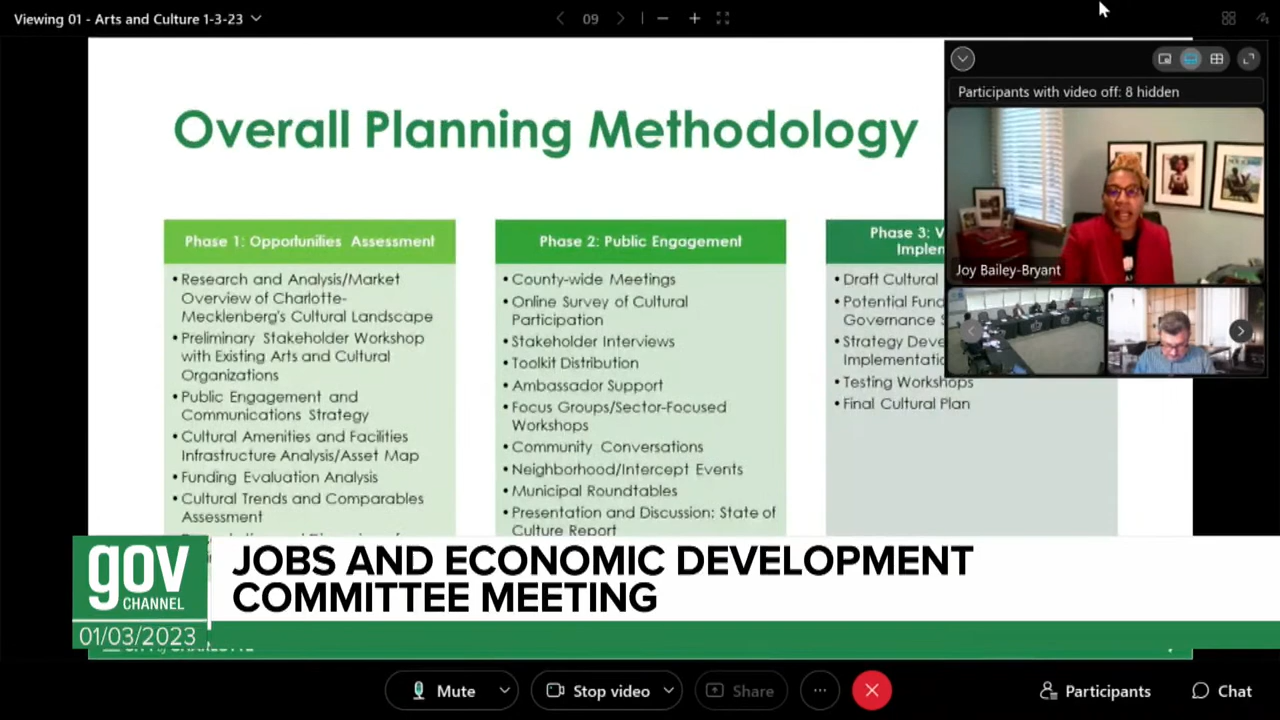 Viewing 01 - Arts and Culture 1-3-23
09
Participants with video off: 8 hidden
Joy Bailey-Bryant
Overall Planning Methodology
Phase 1: Opportunities Assessment
• Research and Analysis/Market
Overview of Charlotte-
Mecklenburg's Cultural Landscape
• Preliminary Stakeholder Workshop
with Existing Arts and Cultural
Organizations
• Public Engagement and
Communications Strategy
• Cultural Amenities and Facilities
Infrastructure Analysis/Asset Map
• Funding Evaluation Analysis
• Cultural Trends and Comparables
Assessment
Phase 2: Public Engagement
• County-wide Meetings
• Online Survey of Cultural
Participation
• Stakeholder Interviews
• Toolkit Distribution
• Ambassador Support
• Focus Groups/Sector-Focused
Workshops
• Community Conversations
• Neighborhood/Intercept Events
• Municipal Roundtables
• Presentation and Discussion: State of
Culture Report
Phase 3: V
Implem
• Draft Cultural
• Potential Fun
Governance S
• Strategy Deve
Implementatio
• Testing Workshops
• Final Cultural Plan
gov
CHANNEL
01/03/2023
JOBS AND ECONOMIC DEVELOPMENT
COMMITTEE MEETING
Mute
Stop video
Share
Participants
Chat